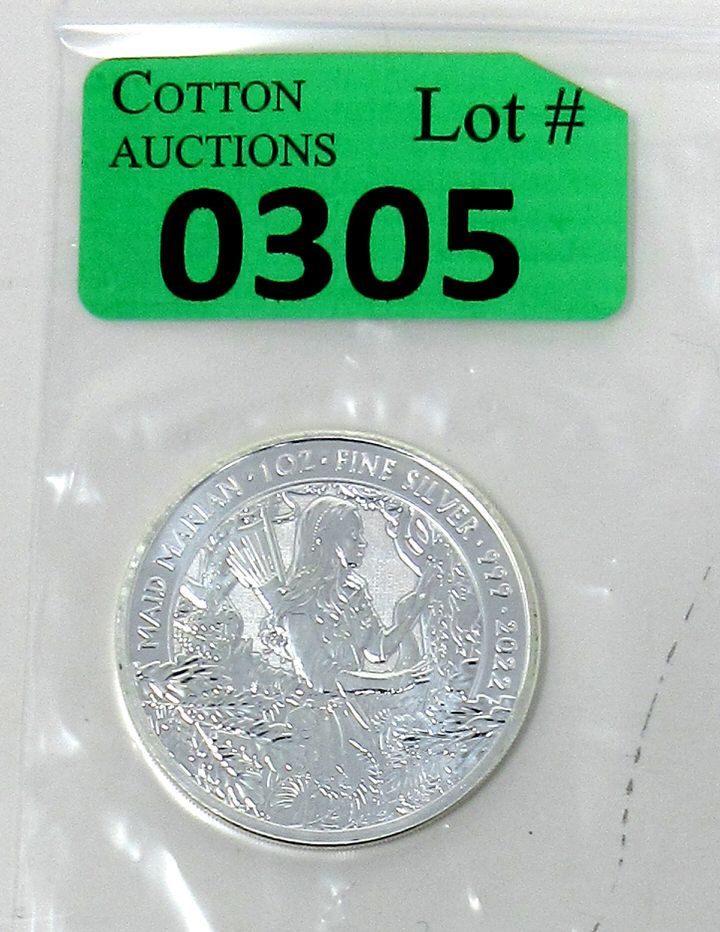 COTTON
AUCTIONS
Lot #
0305
MAID MARIAN · 1OZ · FINE SILVER · 999 · 2022